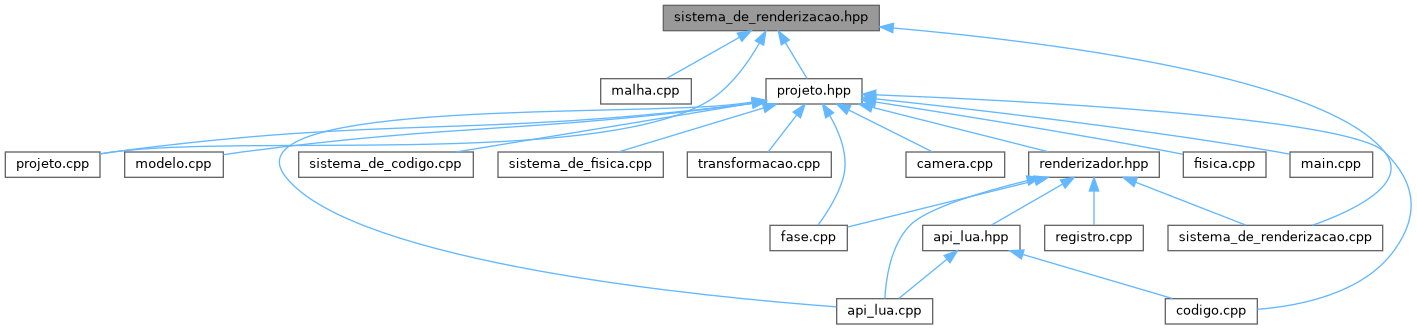 sistema_de_renderizacao.hpp
malha.cpp
projeto.hpp
projeto.cpp
modelo.cpp
sistema_de_codigo.cpp
sistema_de_fisica.cpp
transformacao.cpp
camera.cpp
renderizador.hpp
fisica.cpp
main.cpp
fase.cpp
api_lua.hpp
registro.cpp
sistema_de_renderizacao.cpp
api_lua.cpp
codigo.cpp